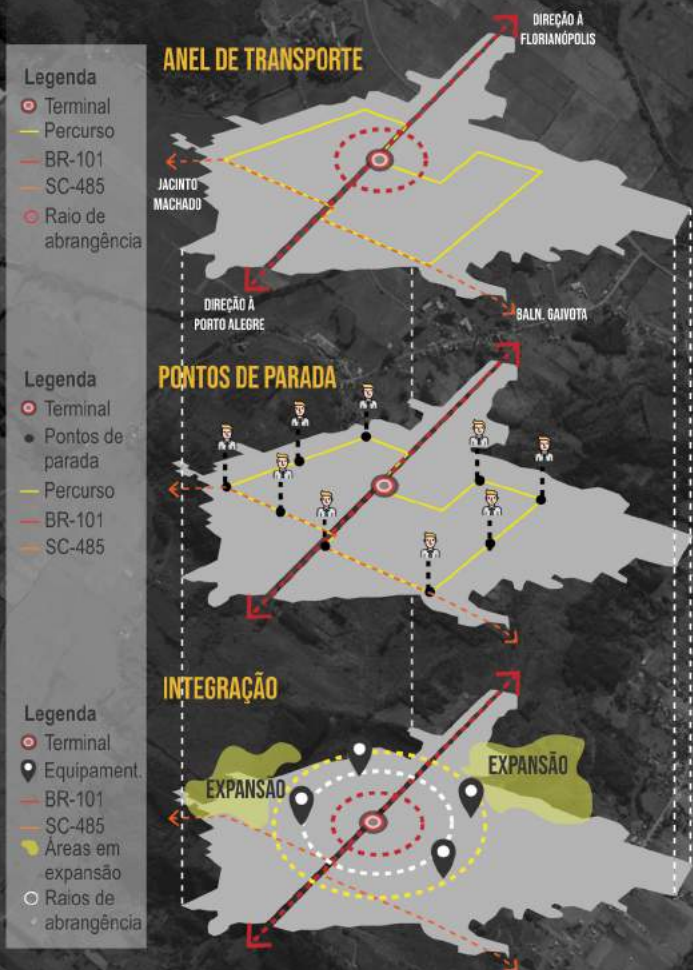 ANEL DE TRANSPORTE
DIREÇÃO À
FLORIANÓPOLIS
Legenda
Terminal
Percurso
BR-101
SC-485
Raio de
abrangência
JACINTO
MACHADO
DIREÇÃO À
PORTO ALEGRE
BALN. GAIVOTA
PONTOS DE PARADA
Legenda
Terminal
Pontos de
parada
Percurso
BR-101
SC-485
INTEGRAÇÃO
Legenda
Terminal
Equipament.
BR-101
SC-485
Áreas em
expansão
Raios de
abrangência
EXPANSÃO
EXPANSÃO